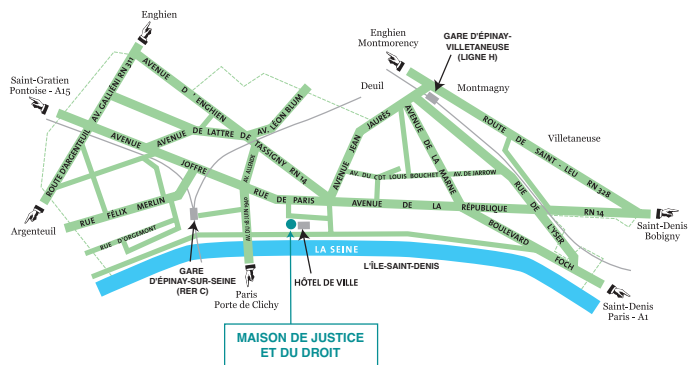 Enghien
Enghien
Montmorency
GARE D'ÉPINAY-
VILLETANEUSE
(LIGNE H)
Saint-Gratien
Pontoise - A15
AV. GALLIÉNI RN 311
AVENUE D'ENGHIEN
AV. LÉON BLUM
Deuil
Montmagny
ROUTE DE SAINT-LEU RN 328
Villetaneuse
AVENUE JOFFRE
AVENUE DE LATTRE DE TASSIGNY RN 14
AVENUE JEAN JAURÈS
AVENUE DE LA MARNE
ROUTE D'ARGENTEUIL
AV. DU CDT LOUIS BOUCHET
AV. DE JARROW
RUE DE L'YSER
RUE FÉLIX MERLIN
RUE DE PARIS
AVENUE DE LA RÉPUBLIQUE
RN 14
Argenteuil
RUE D'ORGEMONT
BOULEVARD FOCH
Saint-Denis
Bobigny
LA SEINE
GARE
D'ÉPINAY-SUR-SEINE
(RER C)
Paris
Porte de Clichy
HÔTEL DE VILLE
L'ÎLE-SAINT-DENIS
Saint-Denis
Paris - A1
MAISON DE JUSTICE
ET DU DROIT